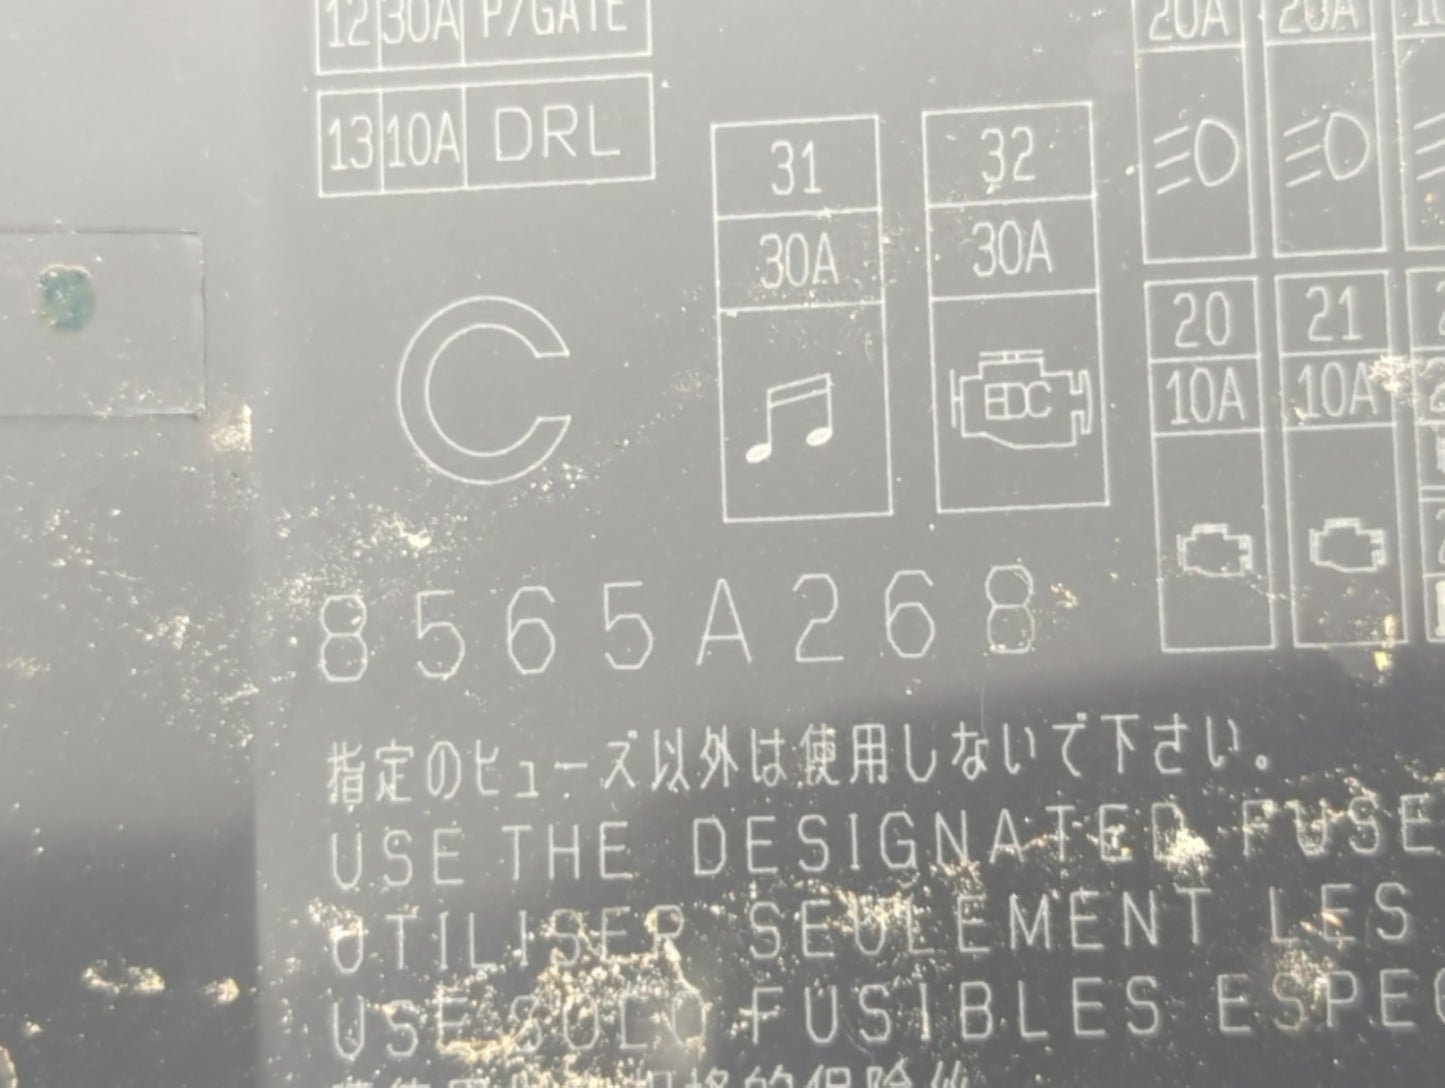 12 30A P/GATE
13 10A DRL
31
30A
32
30A
EDC
20A 20A
20 21
10A 10A
C
8565A268
指定のヒューズ以外は使用しないで下さい。
USE THE DESIGNATED FUSE
UTILISER SEULEMENT LES
USE SOLO FUSIBLES ESPEC